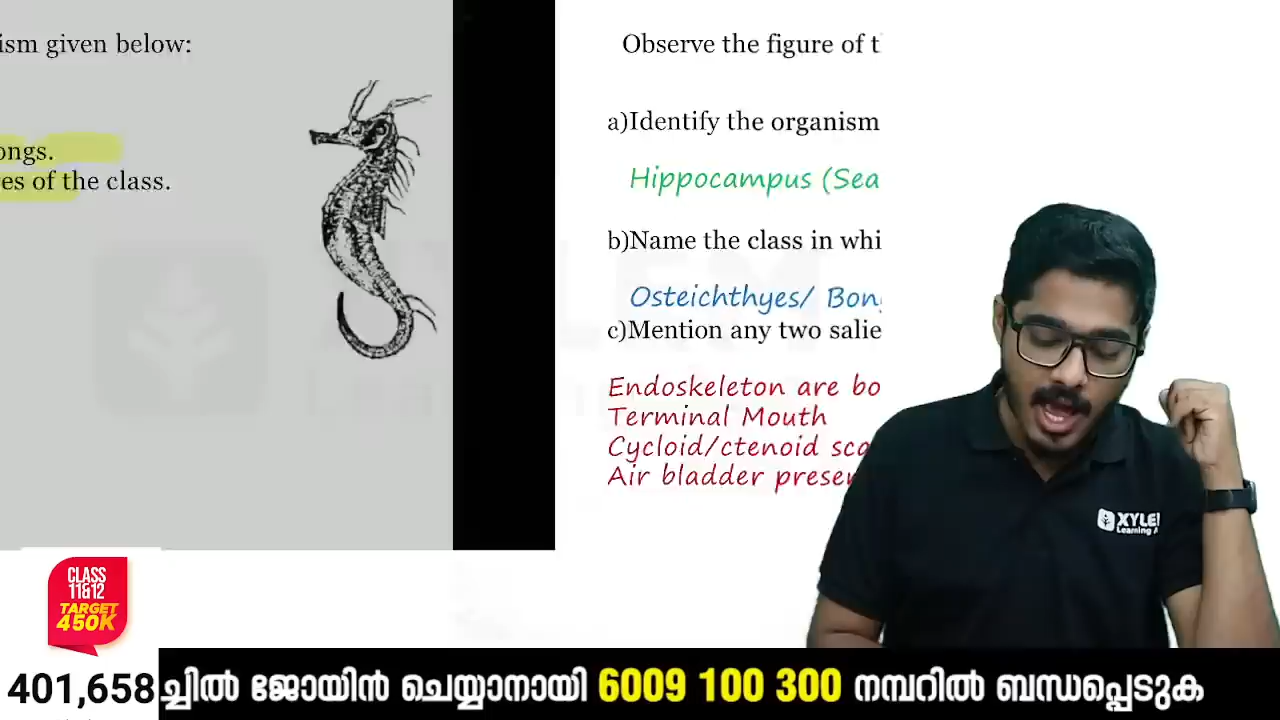 ism given below:
ongs.
es of the class.
Observe the figure of t
a)Identify the organism
Hippocampus (Sea
b)Name the class in whi
Osteichthyes/ Bon
c)Mention any two salie
Endoskeleton are bo
Terminal Mouth
Cycloid/ctenoid sca
Air bladder presen
XYLEM
XYLE
Learning A
CLASS
11&12
TARGET
450K
401,658
ച്ചിൽ ജോയിൻ ചെയ്യാനായി 6009 100 300 നമ്പറിൽ ബന്ധപ്പെടുക